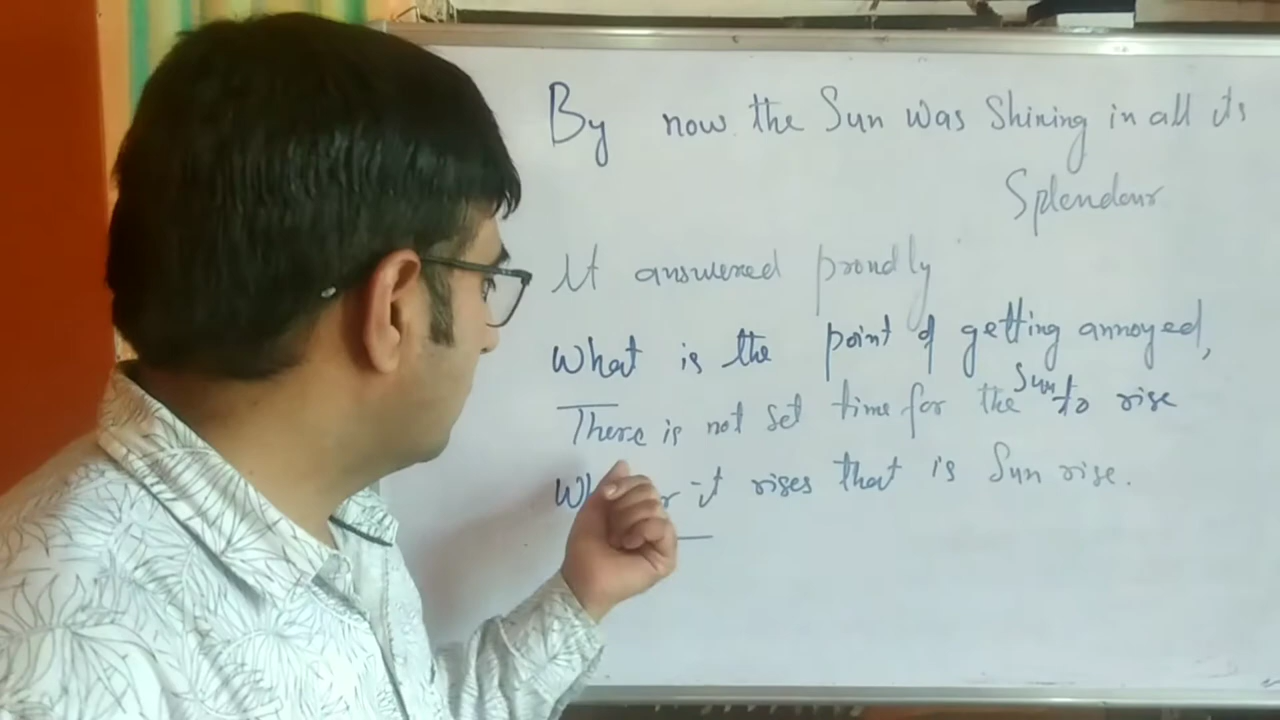 By now the Sun was Shining in all its
Splendour
It answered proudly
What is the point of getting annoyed,
There is not set time for the Sun to rise
it rises that is Sun rise.